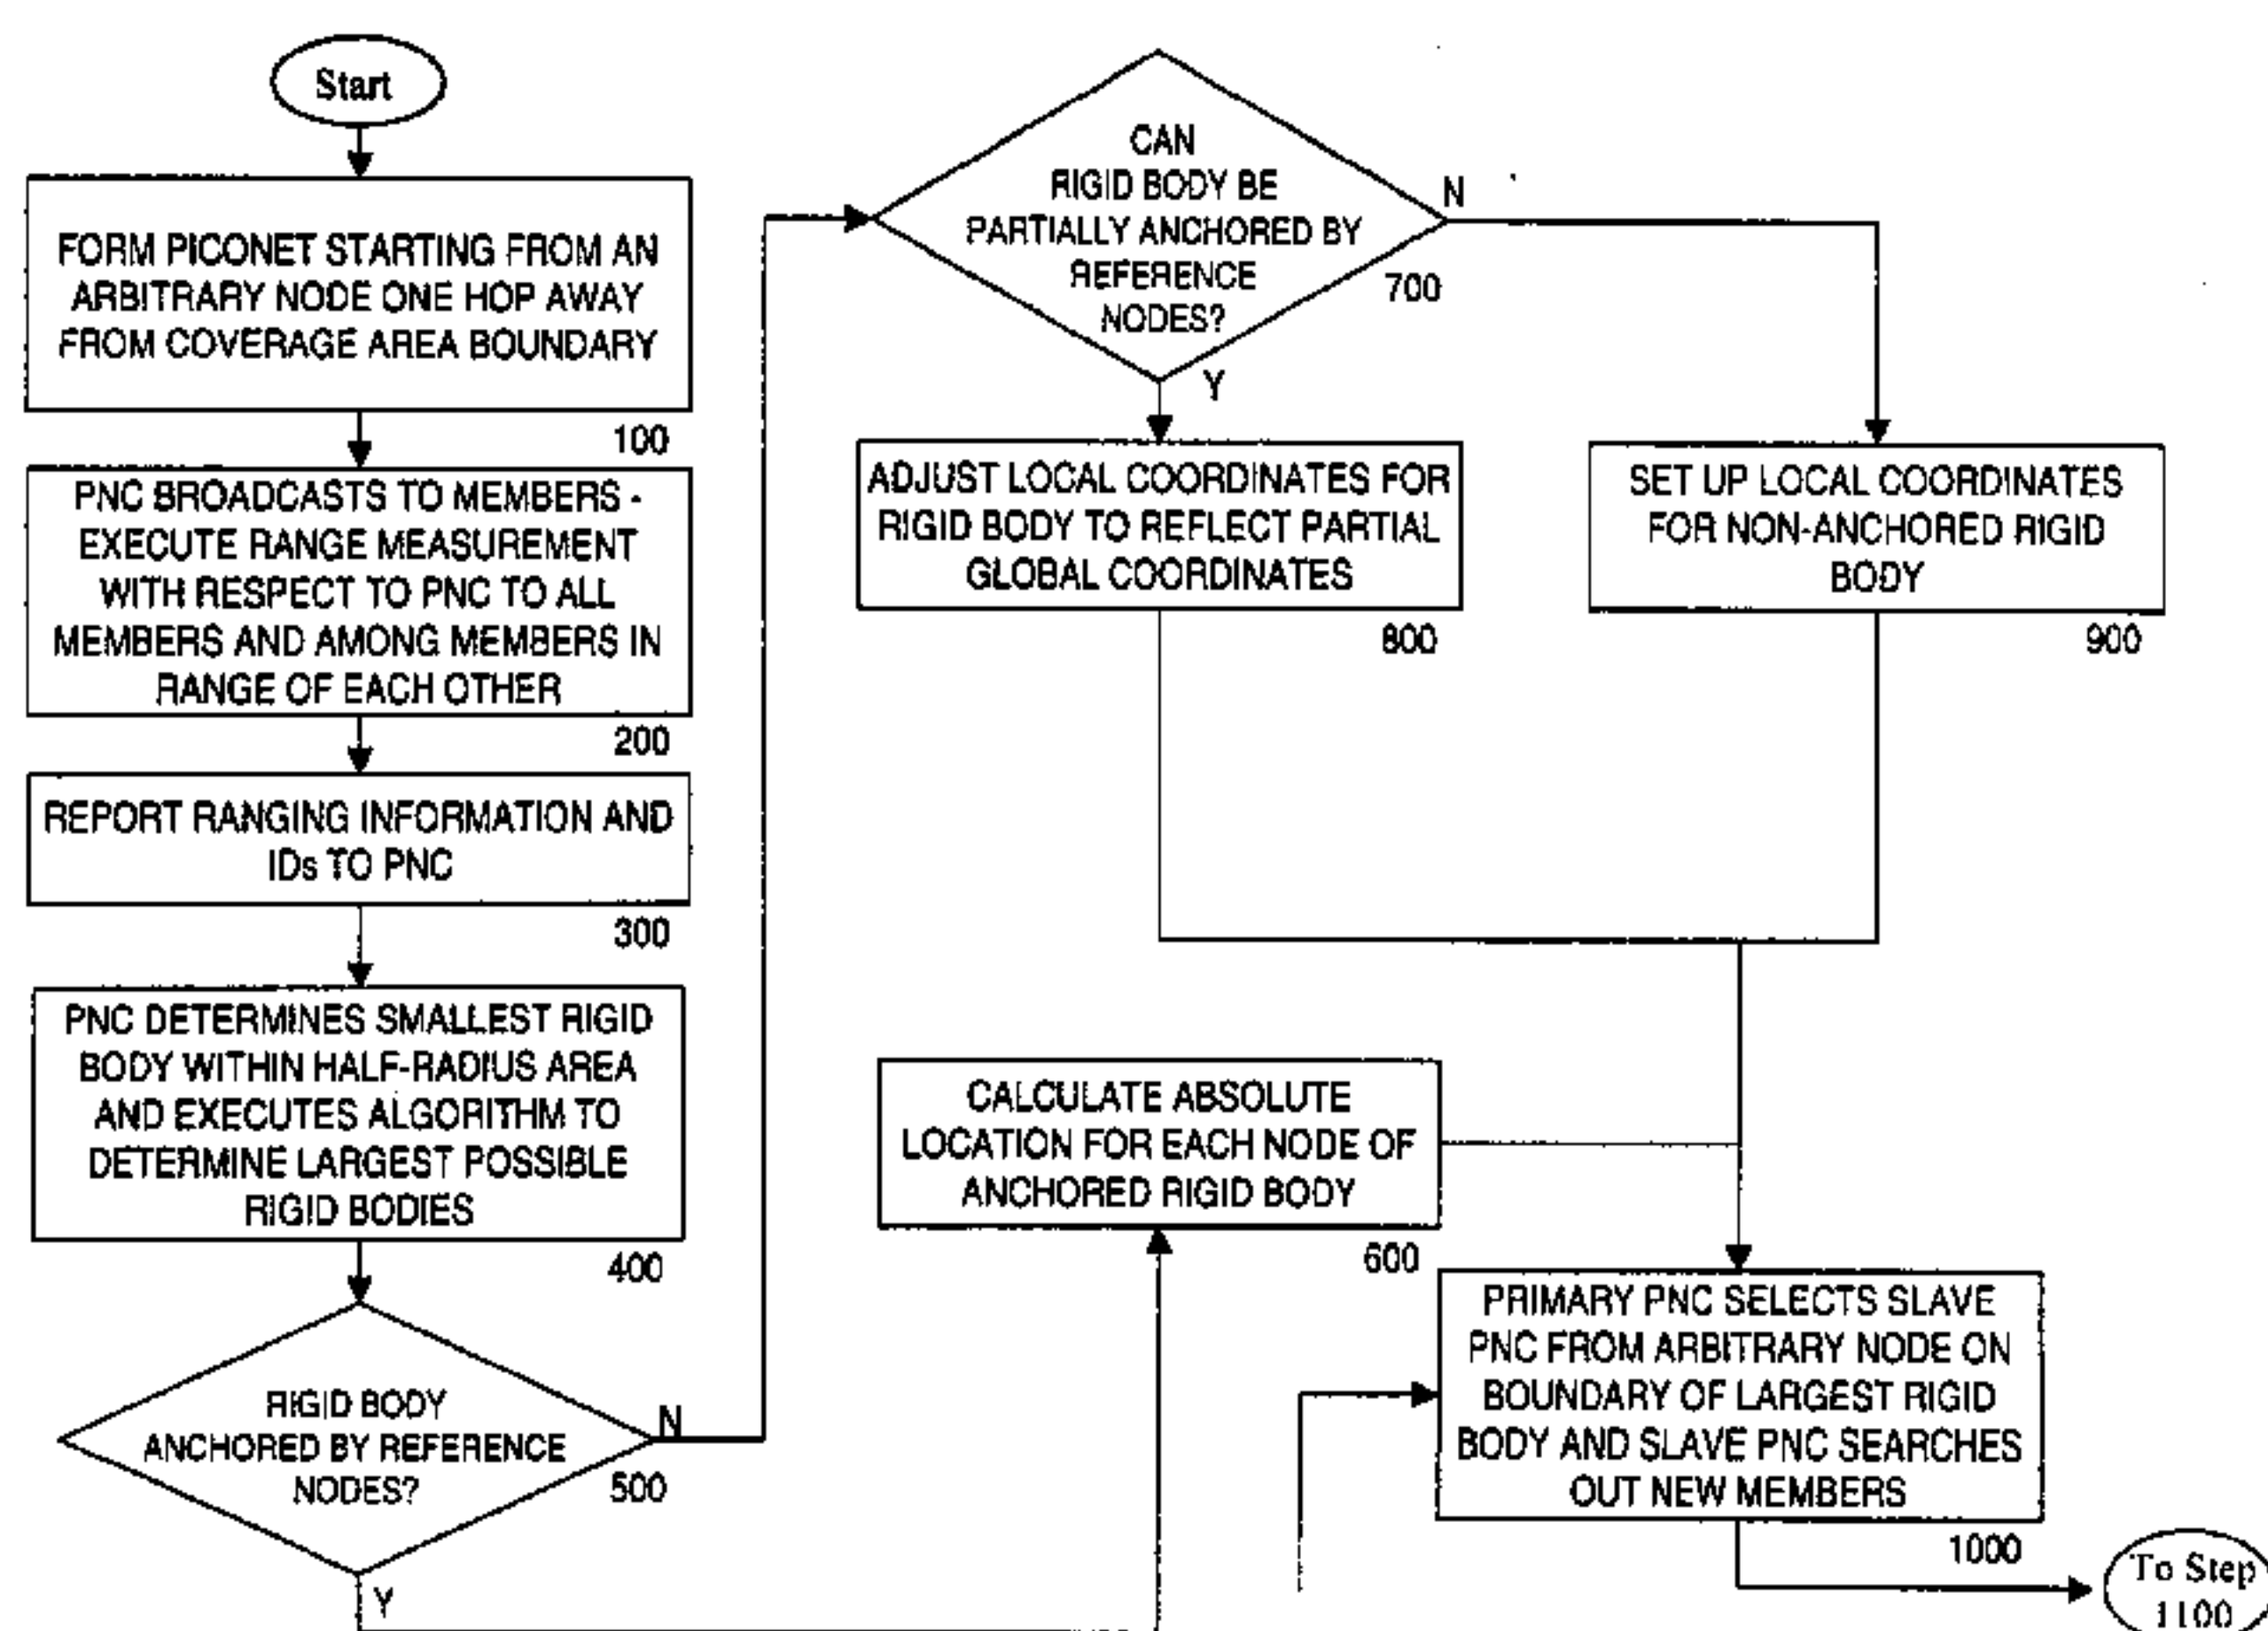 Start
FORM PICONET STARTING FROM AN
ARBITRARY NODE ONE HOP AWAY
FROM COVERAGE AREA BOUNDARY
100
PNC BROADCASTS TO MEMBERS -
EXECUTE RANGE MEASUREMENT
WITH RESPECT TO PNC TO ALL
MEMBERS AND AMONG MEMBERS IN
RANGE OF EACH OTHER
200
REPORT RANGING INFORMATION AND
IDs TO PNC
300
PNC DETERMINES SMALLEST RIGID
BODY WITHIN HALF-RADIUS AREA
AND EXECUTES ALGORITHM TO
DETERMINE LARGEST POSSIBLE
RIGID BODIES
400
RIGID BODY
ANCHORED BY REFERENCE
NODES?
N
500
Y
CAN
RIGID BODY BE
PARTIALLY ANCHORED BY
REFERENCE
NODES?
N
700
Y
ADJUST LOCAL COORDINATES FOR
RIGID BODY TO REFLECT PARTIAL
GLOBAL COORDINATES
800
SET UP LOCAL COORDINATES
FOR NON-ANCHORED RIGID
BODY
900
CALCULATE ABSOLUTE
LOCATION FOR EACH NODE OF
ANCHORED RIGID BODY
600
PRIMARY PNC SELECTS SLAVE
PNC FROM ARBITRARY NODE ON
BOUNDARY OF LARGEST RIGID
BODY AND SLAVE PNC SEARCHES
OUT NEW MEMBERS
1000
To Step
1100